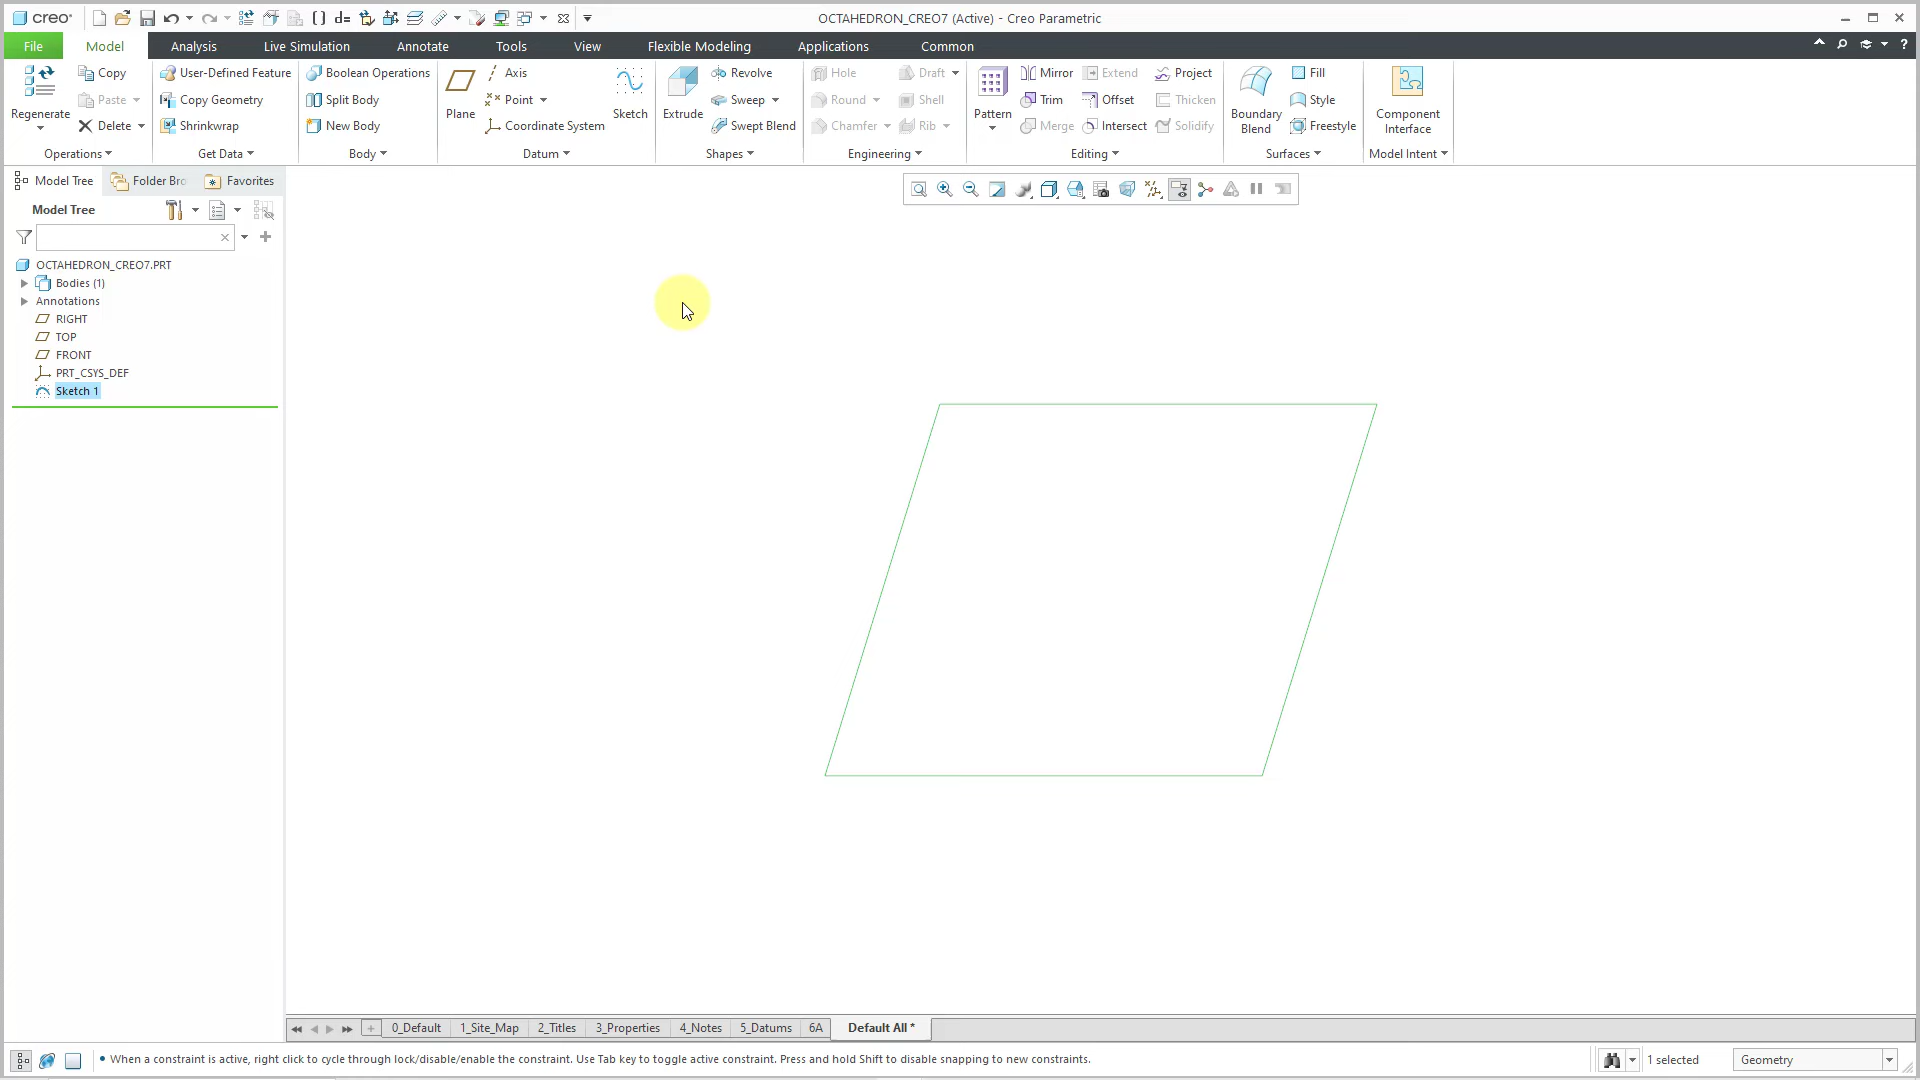 creo
OCTAHEDRON_CREO7 (Active) - Creo Parametric
File Model Analysis Live Simulation Annotate Tools View Flexible Modeling Applications Common
Regenerate Copy Paste Delete
Operations
User-Defined Feature
Copy Geometry
Shrinkwrap
Get Data
Boolean Operations
Split Body
New Body
Body
Plane Axis
Point
Coordinate System
Sketch
Datum
Extrude Revolve
Sweep
Swept Blend
Shapes
Hole Draft
Round Shell
Chamfer Rib
Engineering
Pattern Mirror Extend Project
Trim Offset Thicken
Merge Intersect Solidify
Editing
Boundary Blend Fill
Style
Freestyle
Surfaces
Component Interface
Model Intent
Model Tree Folder Bro Favorites
Model Tree
OCTAHEDRON_CREO7.PRT
Bodies (1)
Annotations
RIGHT
TOP
FRONT
PRT_CSYS_DEF
Sketch 1
0_Default 1_Site_Map 2_Titles 3_Properties 4_Notes 5_Datums 6A Default All *
• When a constraint is active, right click to cycle through lock/disable/enable the constraint. Use Tab key to toggle active constraint. Press and hold Shift to disable snapping to new constraints.
1 selected Geometry